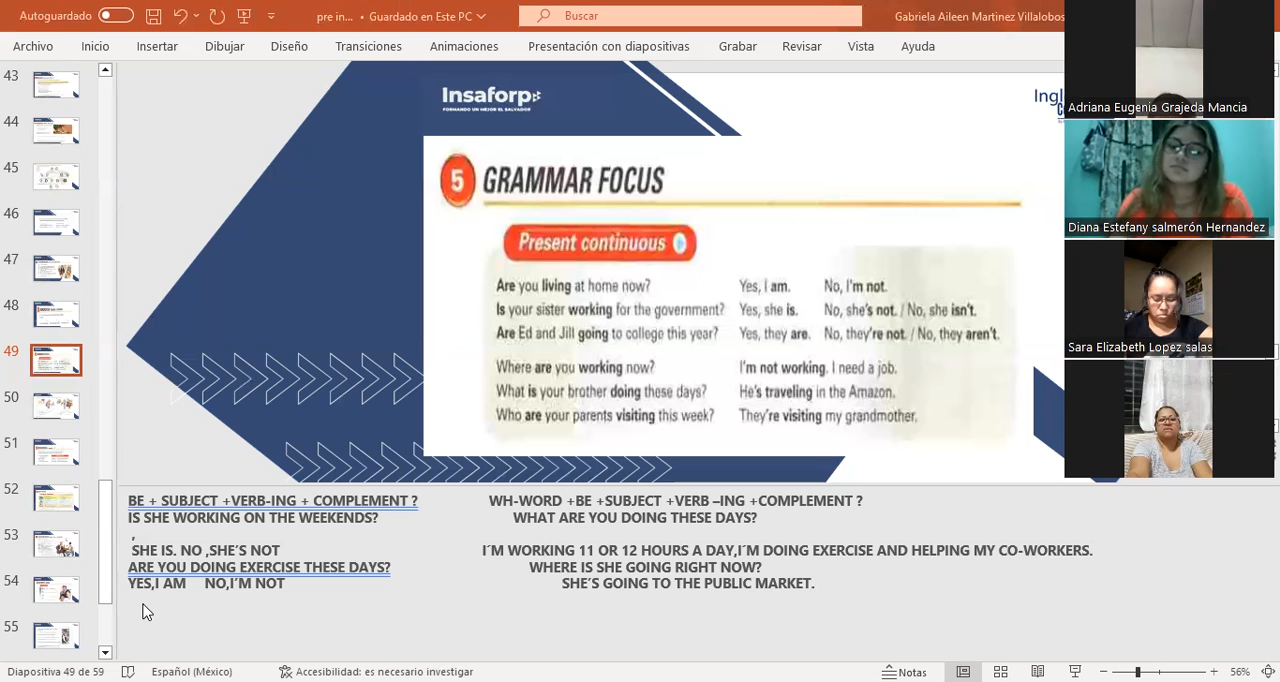 Autoguardado
pre in... • Guardado en Este PC
Buscar
Gabriela Aileen Martinez Villalobos
Archivo Inicio Insertar Dibujar Diseño Transiciones Animaciones Presentación con diapositivas Grabar Revisar Vista Ayuda
43
44
45
46
47
48
49
50
51
52
53
54
55
Insaforp
FORMANDO UN MEJOR EL SALVADOR
Ingl
5 GRAMMAR FOCUS
Present continuous
Are you living at home now? Yes, I am. No, I'm not.
Is your sister working for the government? Yes, she is. No, she's not. / No, she isn't.
Are Ed and Jill going to college this year? Yes, they are. No, they're not. / No, they aren't.
Where are you working now? I'm not working. I need a job.
What is your brother doing these days? He's traveling in the Amazon.
Who are your parents visiting this week? They're visiting my grandmother.
Adriana Eugenia Grajeda Mancia
Diana Estefany salmerón Hernandez
Sara Elizabeth Lopez salas
BE + SUBJECT +VERB-ING + COMPLEMENT ? WH-WORD +BE +SUBJECT +VERB –ING +COMPLEMENT ?
IS SHE WORKING ON THE WEEKENDS? WHAT ARE YOU DOING THESE DAYS?
,
SHE IS. NO ,SHE'S NOT I´M WORKING 11 OR 12 HOURS A DAY,I´M DOING EXERCISE AND HELPING MY CO-WORKERS.
ARE YOU DOING EXERCISE THESE DAYS? WHERE IS SHE GOING RIGHT NOW?
YES,I AM NO,I´M NOT SHE'S GOING TO THE PUBLIC MARKET.
Diapositiva 49 de 59 Español (México) Accesibilidad: es necesario investigar Notas 56%